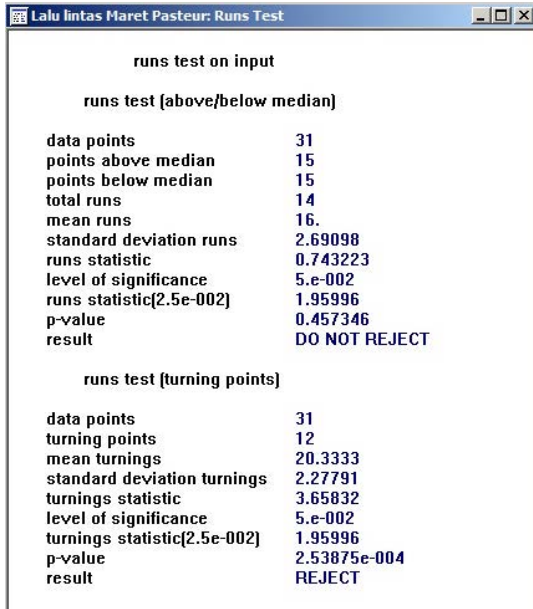 Lalu lintas Maret Pasteur: Runs Test
runs test on input
runs test (above/below median)
data points 31
points above median 15
points below median 15
total runs 14
mean runs 16.
standard deviation runs 2.69098
runs statistic 0.743223
level of significance 5.e-002
runs statistic(2.5e-002) 1.95996
p-value 0.457346
result DO NOT REJECT
runs test (turning points)
data points 31
turning points 12
mean turnings 20.3333
standard deviation turnings 2.27791
turnings statistic 3.65832
level of significance 5.e-002
turnings statistic(2.5e-002) 1.95996
p-value 2.53875e-004
result REJECT